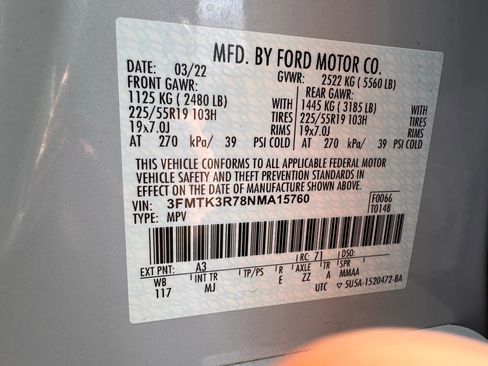 MFD. BY FORD MOTOR CO.
DATE: 03/22 GVWR: 2522 KG ( 5560 LB)
FRONT GAWR: REAR GAWR:
1125 KG ( 2480 LB) WITH 1445 KG ( 3185 LB) WITH
225/55R19 103H TIRES 225/55R19 103H TIRES
19x7.0J RIMS 19x7.0J RIMS
AT 270 kPa/ 39 PSI COLD AT 270 kPa/ 39 PSI COLD
THIS VEHICLE CONFORMS TO ALL APPLICABLE FEDERAL MOTOR
VEHICLE SAFETY AND THEFT PREVENTION STANDARDS IN
EFFECT ON THE DATE OF MANUFACTURE SHOWN ABOVE.
VIN: 3FMTK3R78NMA15760 F0060
TYPE: MPV T0148
EXT PNT: A3 RC: 71 DSO:
WB INT TR TP/PS R AXLE TR SPR
117 MJ E ZZ A MMAA
UTC ▽ 5U5A-1520472-BA